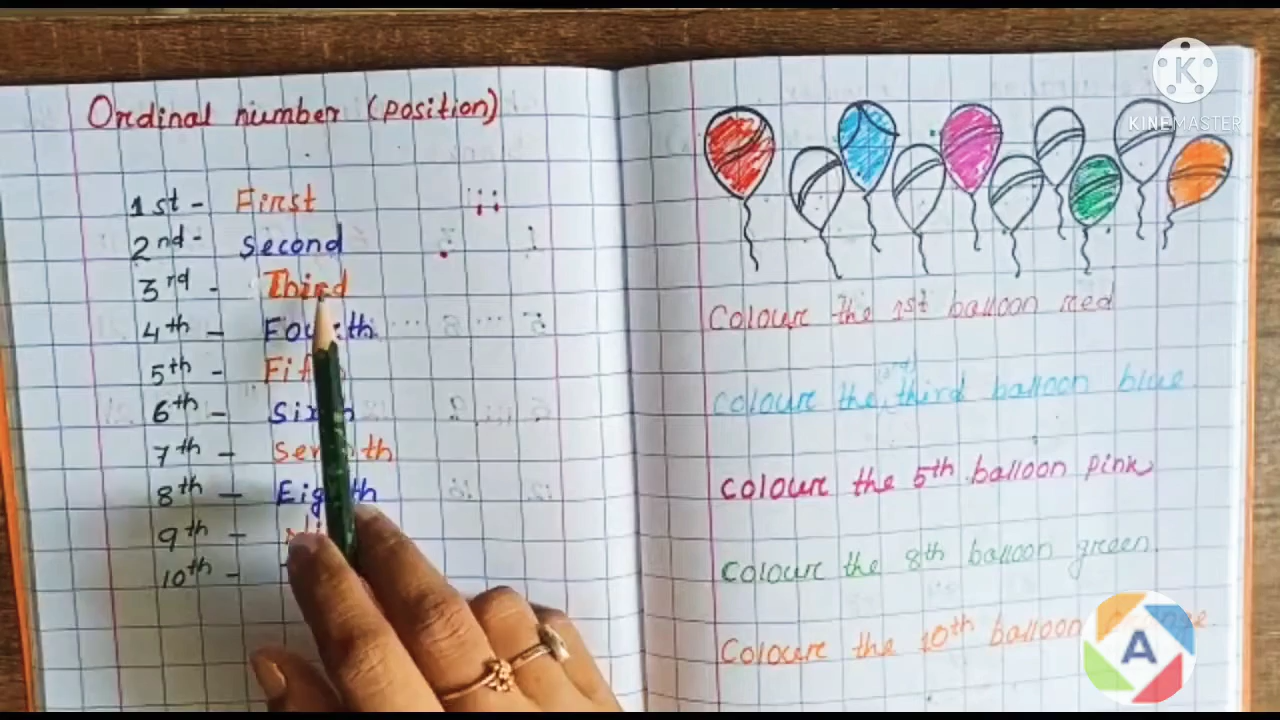 Ordinal number (position)
1st - First
2nd - Second
3rd - Third
4th -
5th -
6th -
7th -
8th -
9th -
10th -
Colour the 1st balloon red
Colour the third balloon blue
Colour the 5th balloon pink
Colour the 8th balloon green
Colour the 10th balloon
K
KINEMASTER
A